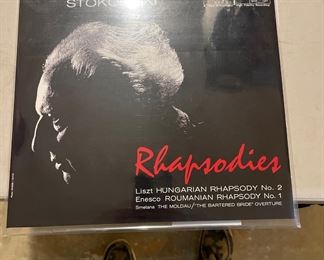 STOKOWSKI
Rhapsodies
Liszt HUNGARIAN RHAPSODY No. 2
Enesco ROUMANIAN RHAPSODY No. 1
Smetana THE MOLDAU/"THE BARTERED BRIDE" OVERTURE